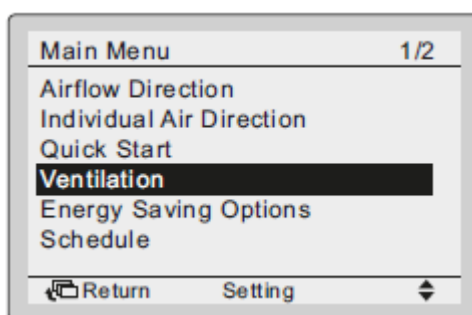 Main Menu 1/2
Airflow Direction
Individual Air Direction
Quick Start
Ventilation
Energy Saving Options
Schedule
Return Setting